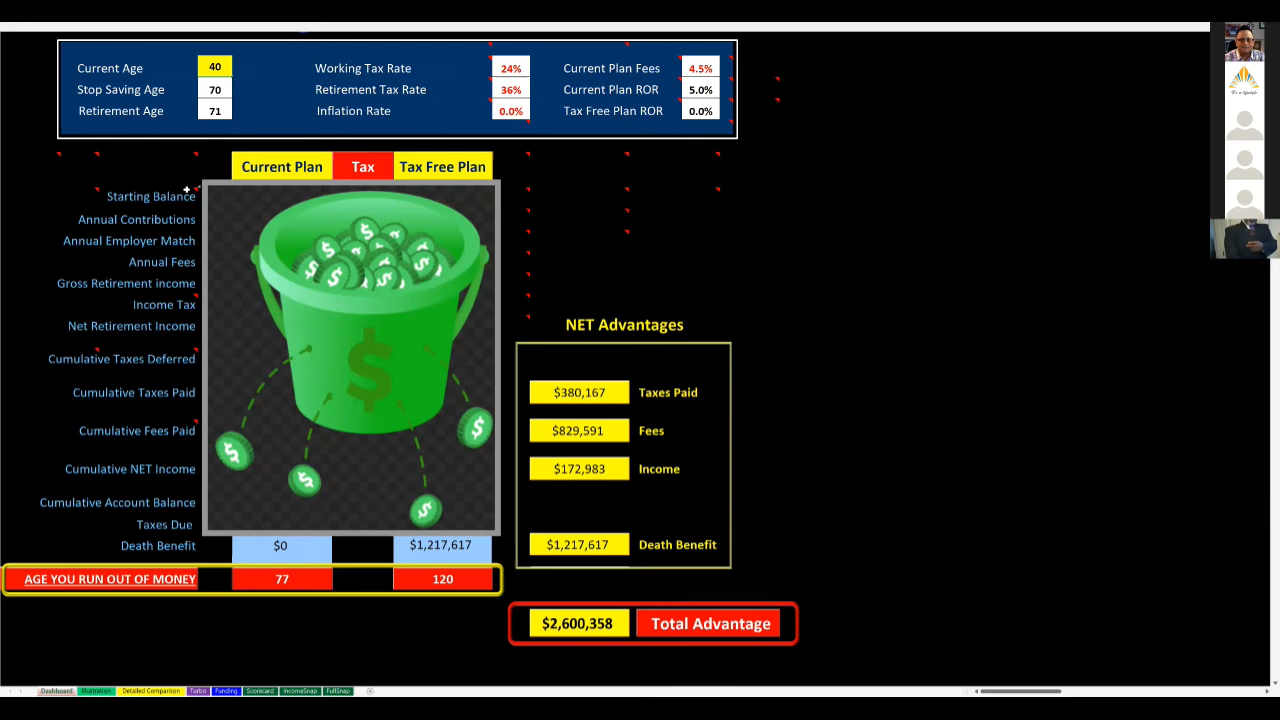 Current Age 40 Working Tax Rate 24% Current Plan Fees 4.5%
Stop Saving Age 70 Retirement Tax Rate 36% Current Plan ROR 5.0%
Retirement Age 71 Inflation Rate 0.0% Tax Free Plan ROR 0.0%
Current Plan Tax Tax Free Plan
Starting Balance
Annual Contributions
Annual Employer Match
Annual Fees
Gross Retirement income
Income Tax
Net Retirement Income
Cumulative Taxes Deferred
Cumulative Taxes Paid
Cumulative Fees Paid
Cumulative NET Income
Cumulative Account Balance
Taxes Due
Death Benefit $0 $1,217,617
AGE YOU RUN OUT OF MONEY 77 120
NET Advantages
$380,167 Taxes Paid
$829,591 Fees
$172,983 Income
$1,217,617 Death Benefit
$2,600,358 Total Advantage
Dashboard Illustration Detailed Comparison Turbo Funding Scorecard IncomeSnap FullSnap